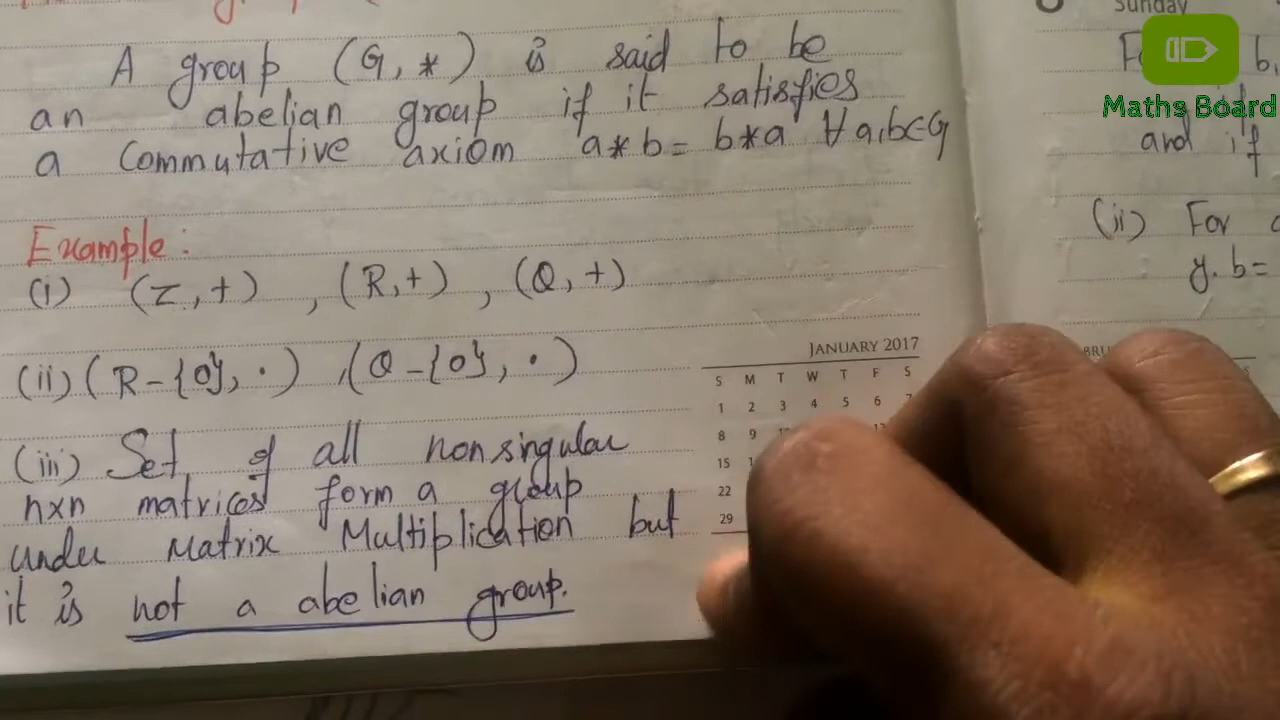 A group (G, *) is said to be
an abelian group if it satisfies
a commutative axiom a*b = b*a ∀ a,b∈G
Example:
(i) (Z, +) , (R, +) , (Q, +)
(ii) (R-{0}, ·) , (Q-{0}, ·)
(iii) Set of all nonsingular
nxn matrices form a group
under Matrix Multiplication but
it is not a abelian group.
JANUARY 2017
S M T W T F S
1 2 3 4 5 6 7
8 9
15
22
29
Sunday
Maths Board
b,
and if
(ii) For
y. b=